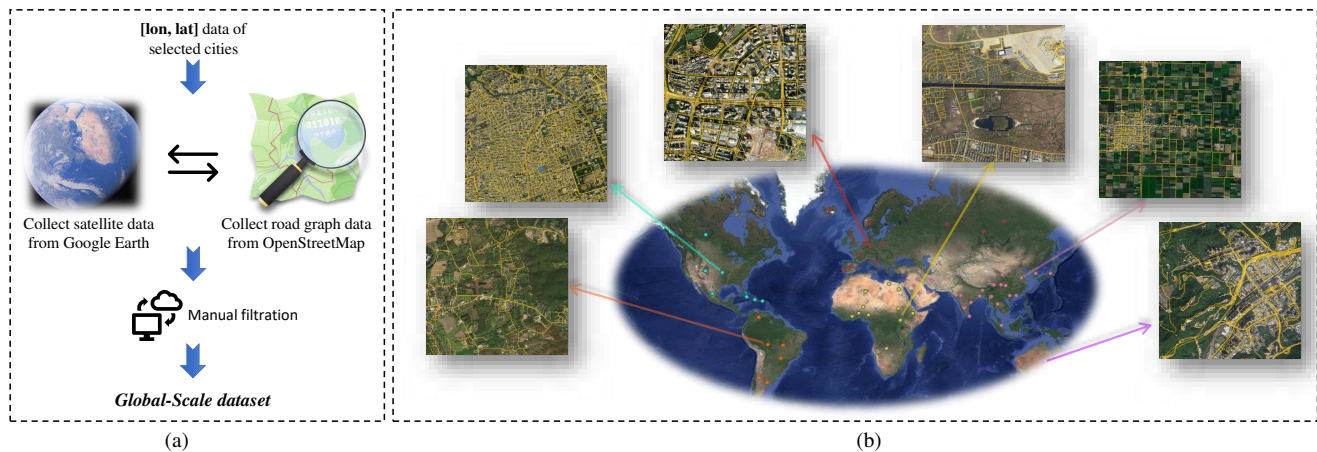 [lon, lat] data of
selected cities
Collect satellite data
from Google Earth
Collect road graph data
from OpenStreetMap
Manual filtration
Global-Scale dataset
(a)
(b)